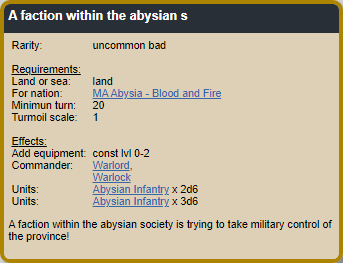 A faction within the abysian s
Rarity: uncommon bad
Requirements:
Land or sea: land
For nation: MA Abysia - Blood and Fire
Minimun turn: 20
Turmoil scale: 1
Effects:
Add equipment: const lvl 0-2
Commander: Warlord,
Warlock
Units: Abysian Infantry x 2d6
Units: Abysian Infantry x 3d6
A faction within the abysian society is trying to take military control of
the province!